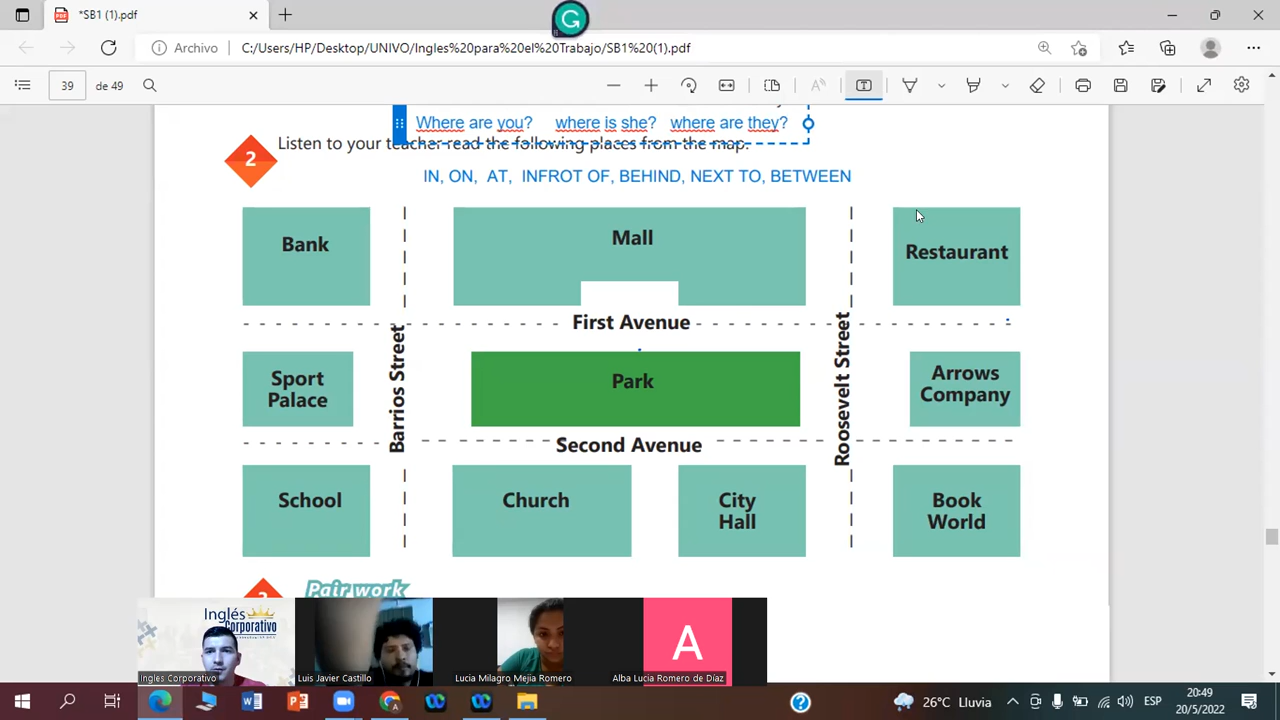 *SB1 (1).pdf
Archivo
C:/Users/HP/Desktop/UNIVO/Ingles%20para%20el%20Trabajo/SB1%20(1).pdf
39 de 49
Where are you? where is she? where are they?
2 Listen to your teacher read the following places from the map.
IN, ON, AT, INFROT OF, BEHIND, NEXT TO, BETWEEN
Bank
Mall
Restaurant
First Avenue
Barrios Street
Roosevelt Street
Sport
Palace
Park
Arrows
Company
Second Avenue
School
Church
City
Hall
Book
World
Pair work
Inglés
Corporativo
A
Inglés Corporativo
Luis Javier Castillo
Lucia Milagro Mejia Romero
Alba Lucia Romero de Díaz
26°C Lluvia
ESP
20:49
20/5/2022